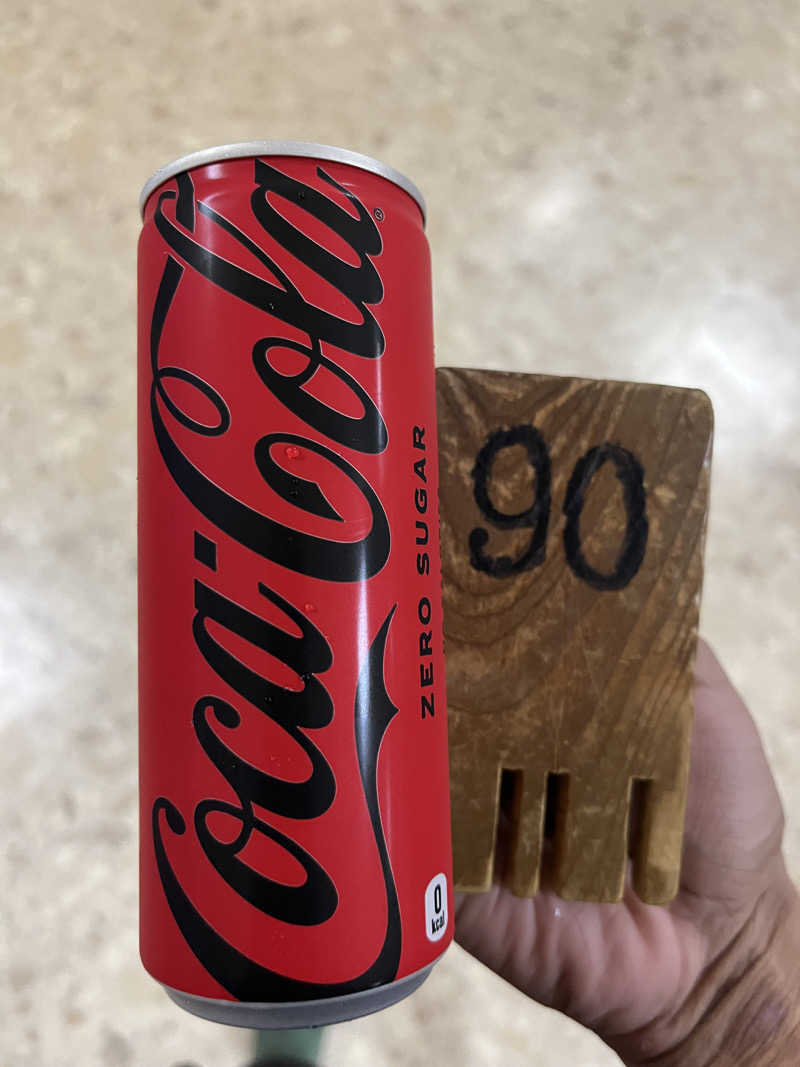 Coca-Cola
®
ZERO SUGAR
0
kcal
90